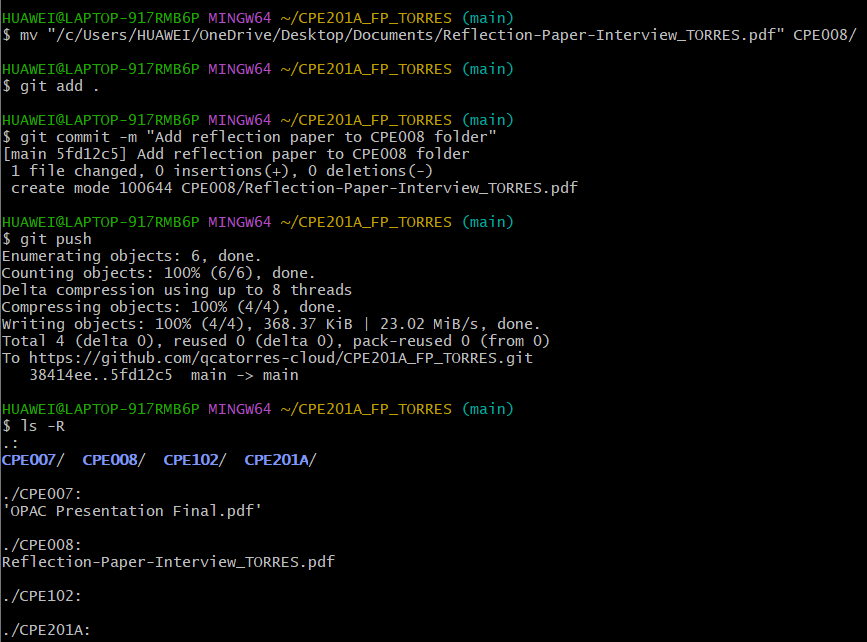 HUAWEI@LAPTOP-917RMB6P MINGW64 ~/CPE201A_FP_TORRES (main)
$ mv "/c/Users/HUAWEI/OneDrive/Desktop/Documents/Reflection-Paper-Interview_TORRES.pdf" CPE008/
HUAWEI@LAPTOP-917RMB6P MINGW64 ~/CPE201A_FP_TORRES (main)
$ git add .
HUAWEI@LAPTOP-917RMB6P MINGW64 ~/CPE201A_FP_TORRES (main)
$ git commit -m "Add reflection paper to CPE008 folder"
[main 5fd12c5] Add reflection paper to CPE008 folder
 1 file changed, 0 insertions(+), 0 deletions(-)
 create mode 100644 CPE008/Reflection-Paper-Interview_TORRES.pdf
HUAWEI@LAPTOP-917RMB6P MINGW64 ~/CPE201A_FP_TORRES (main)
$ git push
Enumerating objects: 6, done.
Counting objects: 100% (6/6), done.
Delta compression using up to 8 threads
Compressing objects: 100% (4/4), done.
Writing objects: 100% (4/4), 368.37 KiB | 23.02 MiB/s, done.
Total 4 (delta 0), reused 0 (delta 0), pack-reused 0 (from 0)
To https://github.com/qcatorres-cloud/CPE201A_FP_TORRES.git
   38414ee..5fd12c5  main -> main
HUAWEI@LAPTOP-917RMB6P MINGW64 ~/CPE201A_FP_TORRES (main)
$ ls -R
.:
CPE007/  CPE008/  CPE102/  CPE201A/
./CPE007:
'OPAC Presentation Final.pdf'
./CPE008:
Reflection-Paper-Interview_TORRES.pdf
./CPE102:
./CPE201A: